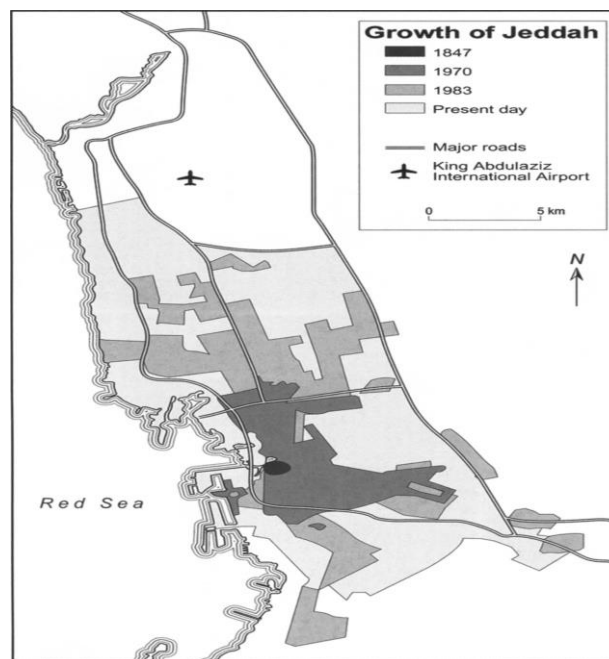 Growth of Jeddah
1847
1970
1983
Present day
Major roads
King Abdulaziz
International Airport
0 5 km
N
Red Sea